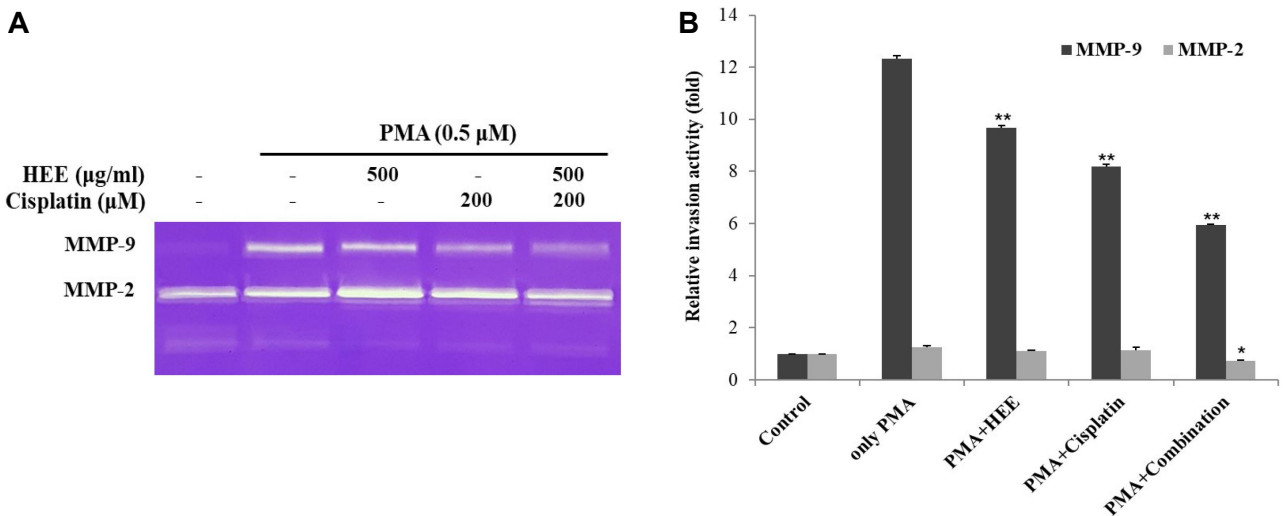 A
PMA (0.5 μM)
HEE (μg/ml) - - 500 - 500
Cisplatin (μM) - - - 200 200
MMP-9
MMP-2
B
MMP-9 MMP-2
Relative invasion activity (fold)
14
12
10
8
6
4
2
0
**
**
**
*
Control
only PMA
PMA+HEE
PMA+Cisplatin
PMA+Combination